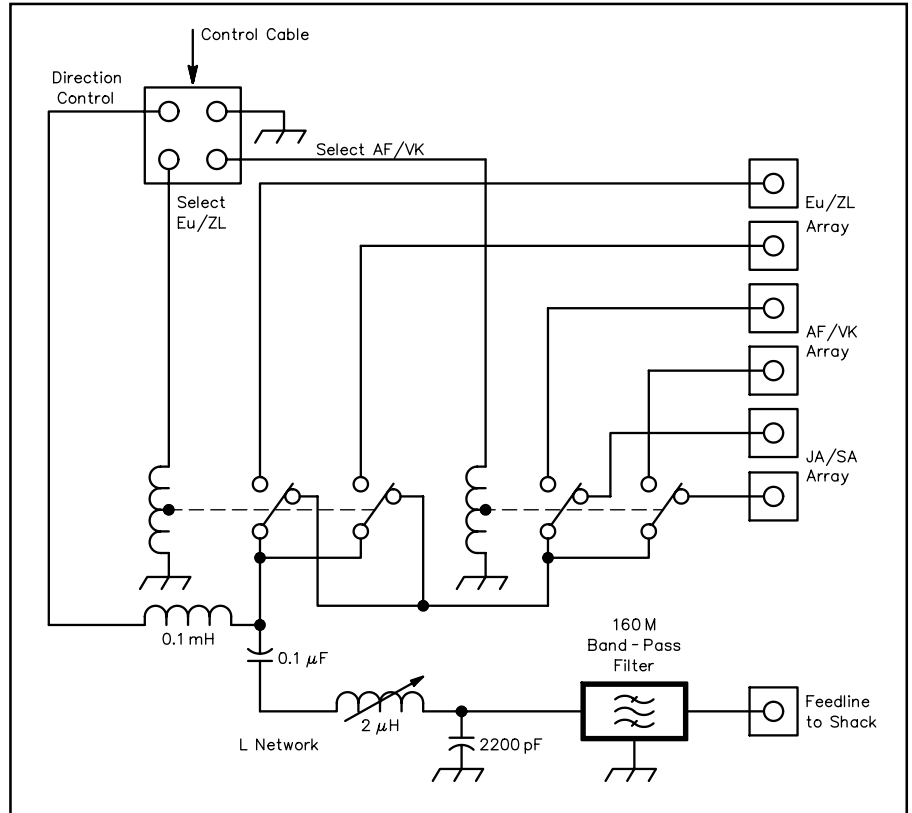 Control Cable
Direction
Control
Select AF/VK
Select
Eu/ZL
Eu/ZL
Array
AF/VK
Array
JA/SA
Array
0.1 mH
0.1 μF
160 M
Band-Pass
Filter
2 μH
L Network
2200 pF
Feedline
to Shack